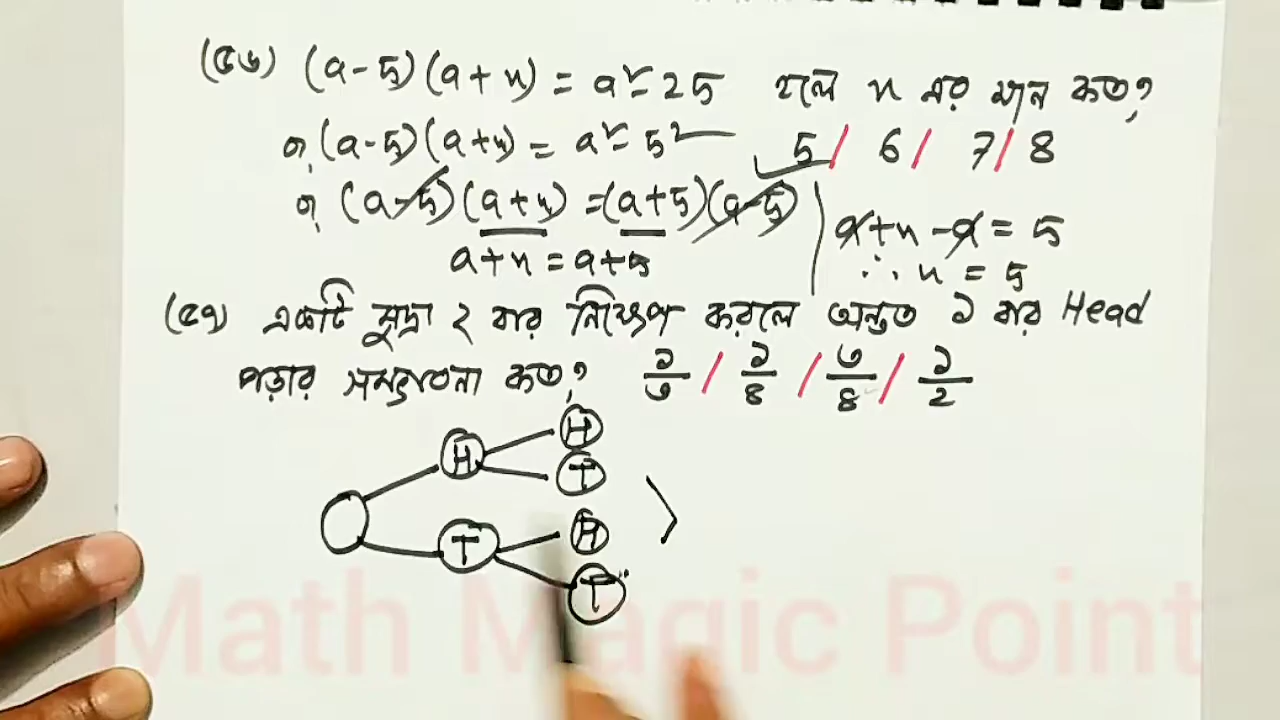 (৫৬) (a-5)(a+x) = a²-25 হলে x এর মান কত?
বা, (a-5)(a+x) = a²-5²
5/ 6/ 7/ 8
বা, (a-5)(a+x) = (a+5)(a-5)
a+x = a+5
a+x-a = 5
∴ x = 5
(৫৭) একটি মুদ্রা ২ বার নিক্ষেপ করলে অন্তত ১ বার Head
পড়ার সম্ভাবনা কত? ১/৩ / ১/৪ / ৩/৪ / ১/২
H
H
T
T
H
T
Math Magic Point